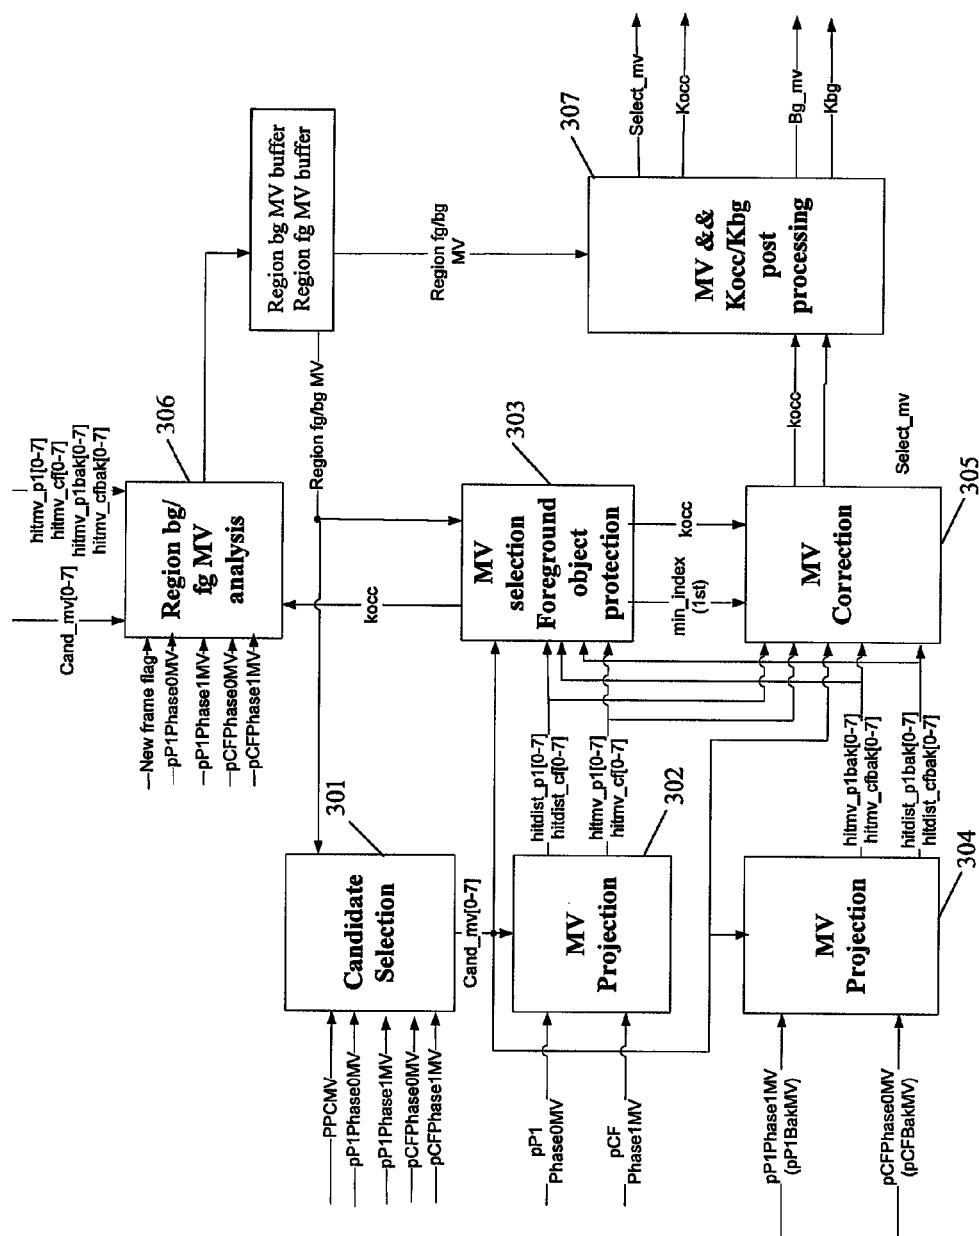 hitmv_p1[0-7]
hitmv_cf[0-7]
hitmv_p1bak[0-7]
hitmv_cfbak[0-7]
Cand_mv[0-7]
306
New frame flag
pP1Phase0MV
pP1Phase1MV
pCFPhase0MV
pCFPhase1MV
Region bg/
fg MV
analysis
Region bg MV buffer
Region fg MV buffer
Region fg/bg MV
Region fg/bg
MV
kocc
301
PPCMV
pP1Phase0MV
pP1Phase1MV
pCFPhase0MV
pCFPhase1MV
Candidate
Selection
Cand_mv[0-7]
303
MV
selection
Foreground
object
protection
307
MV &&
Kocc/Kbg
post
processing
Select_mv
Kocc
Bg_mv
Kbg
302
pP1
Phase0MV
pCF
Phase1MV
MV
Projection
hitdist_p1[0-7]
hitdist_cf[0-7]
hitmv_p1[0-7]
hitmv_cf[0-7]
min_index
(1st)
kocc
305
MV
Correction
kocc
Select_mv
304
pP1Phase1MV
(pP1BakMV)
pCFPhase0MV
(pCFBakMV)
MV
Projection
hitmv_p1bak[0-7]
hitmv_cfbak[0-7]
hitdist_p1bak[0-7]
hitdist_cfbak[0-7]